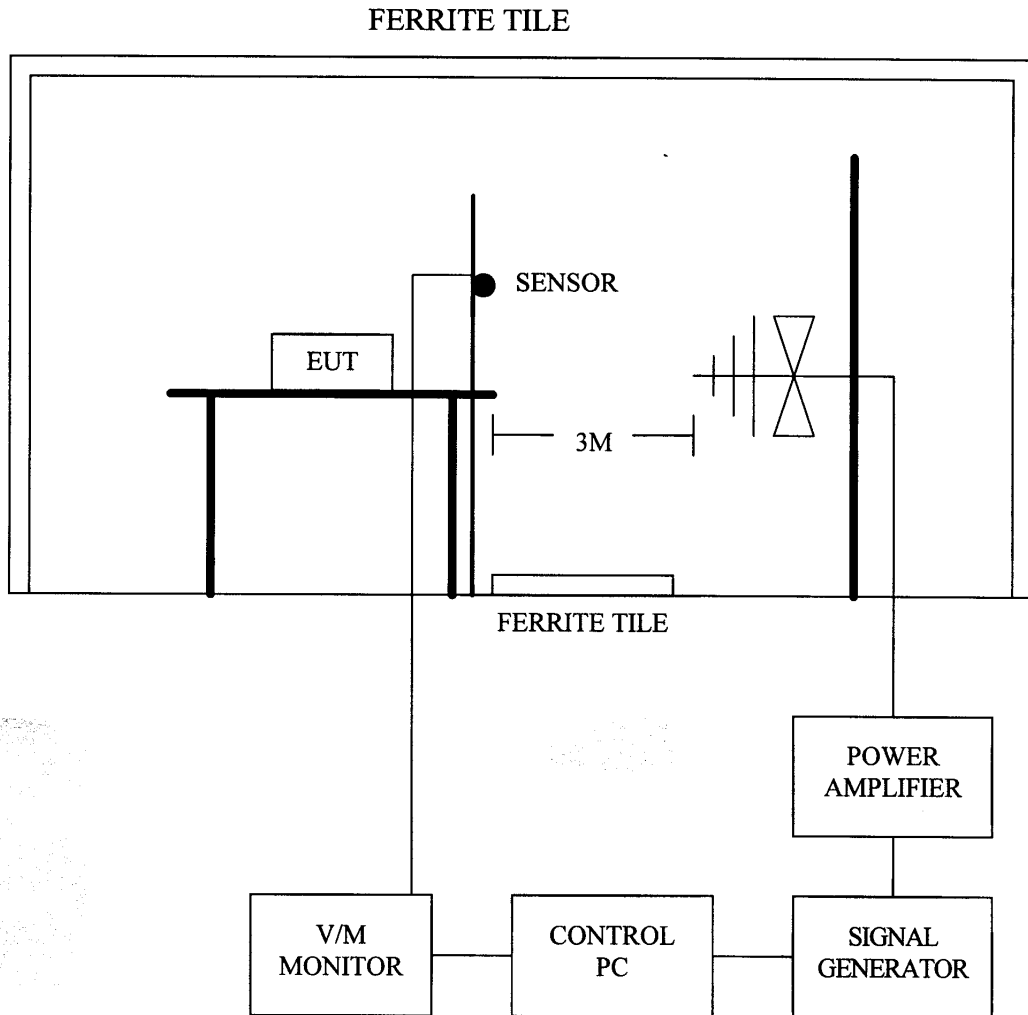 FERRITE TILE
SENSOR
EUT
3M
FERRITE TILE
POWER
AMPLIFIER
V/M
MONITOR
CONTROL
PC
SIGNAL
GENERATOR